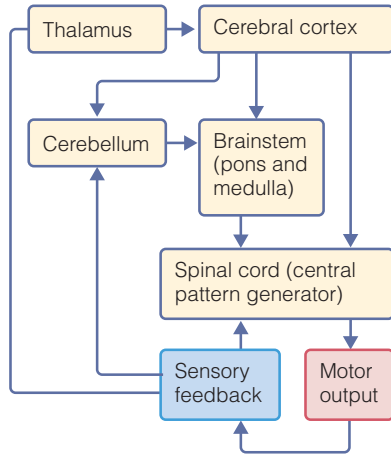 Thalamus
Cerebral cortex
Cerebellum
Brainstem
(pons and
medulla)
Spinal cord (central
pattern generator)
Sensory
feedback
Motor
output